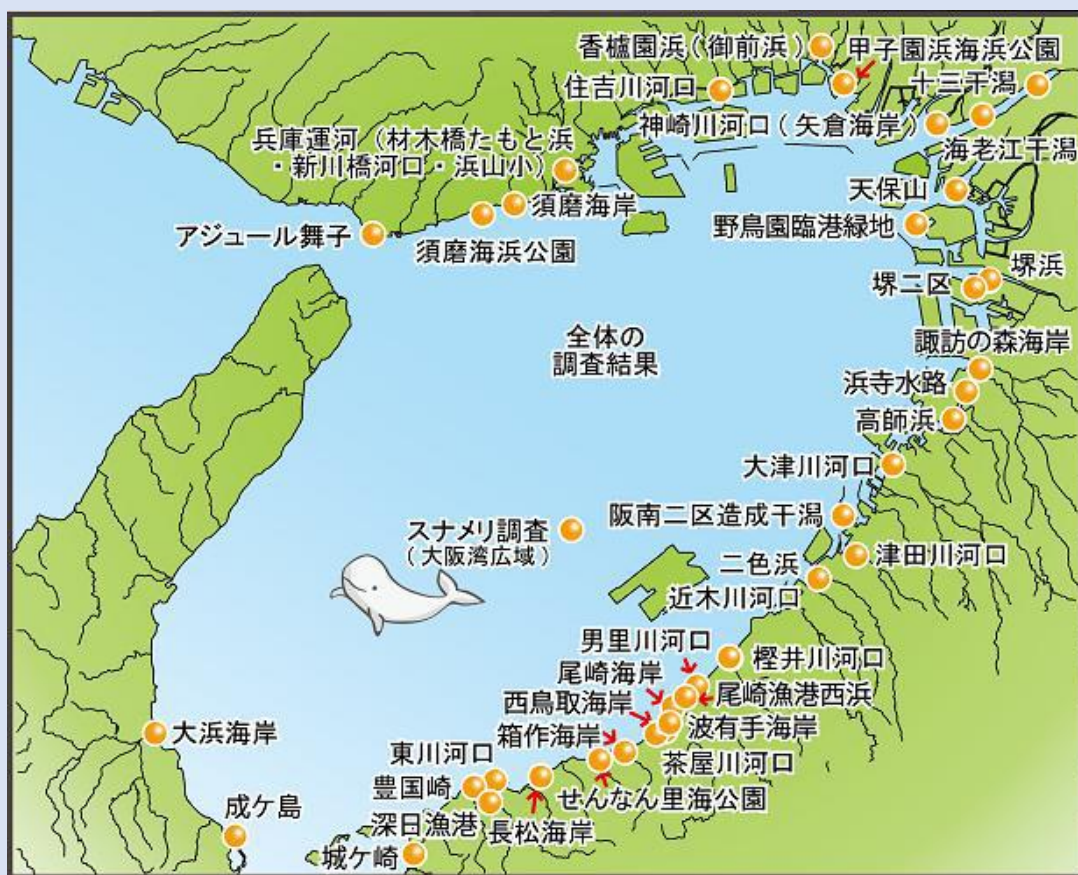 香櫨園浜(御前浜)
甲子園浜海浜公園
住吉川河口
十三干潟
神崎川河口(矢倉海岸)
海老江干潟
兵庫運河(材木橋たもと浜
・新川橋河口・浜山小)
天保山
須磨海岸
野鳥園臨港緑地
アジュール舞子
須磨海浜公園
堺浜
堺二区
全体の
調査結果
諏訪の森海岸
浜寺水路
高師浜
大津川河口
阪南二区造成干潟
スナメリ調査
(大阪湾広域)
津田川河口
二色浜
近木川河口
男里川河口
樫井川河口
尾崎海岸
尾崎漁港西浜
西鳥取海岸
波有手海岸
大浜海岸
箱作海岸
東川河口
茶屋川河口
豊国崎
せんなん里海公園
成ケ島
深日漁港
長松海岸
城ケ崎